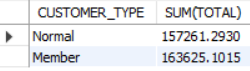 CUSTOMER_TYPE SUM(TOTAL)
Normal 157261.2930
Member 163625.1015